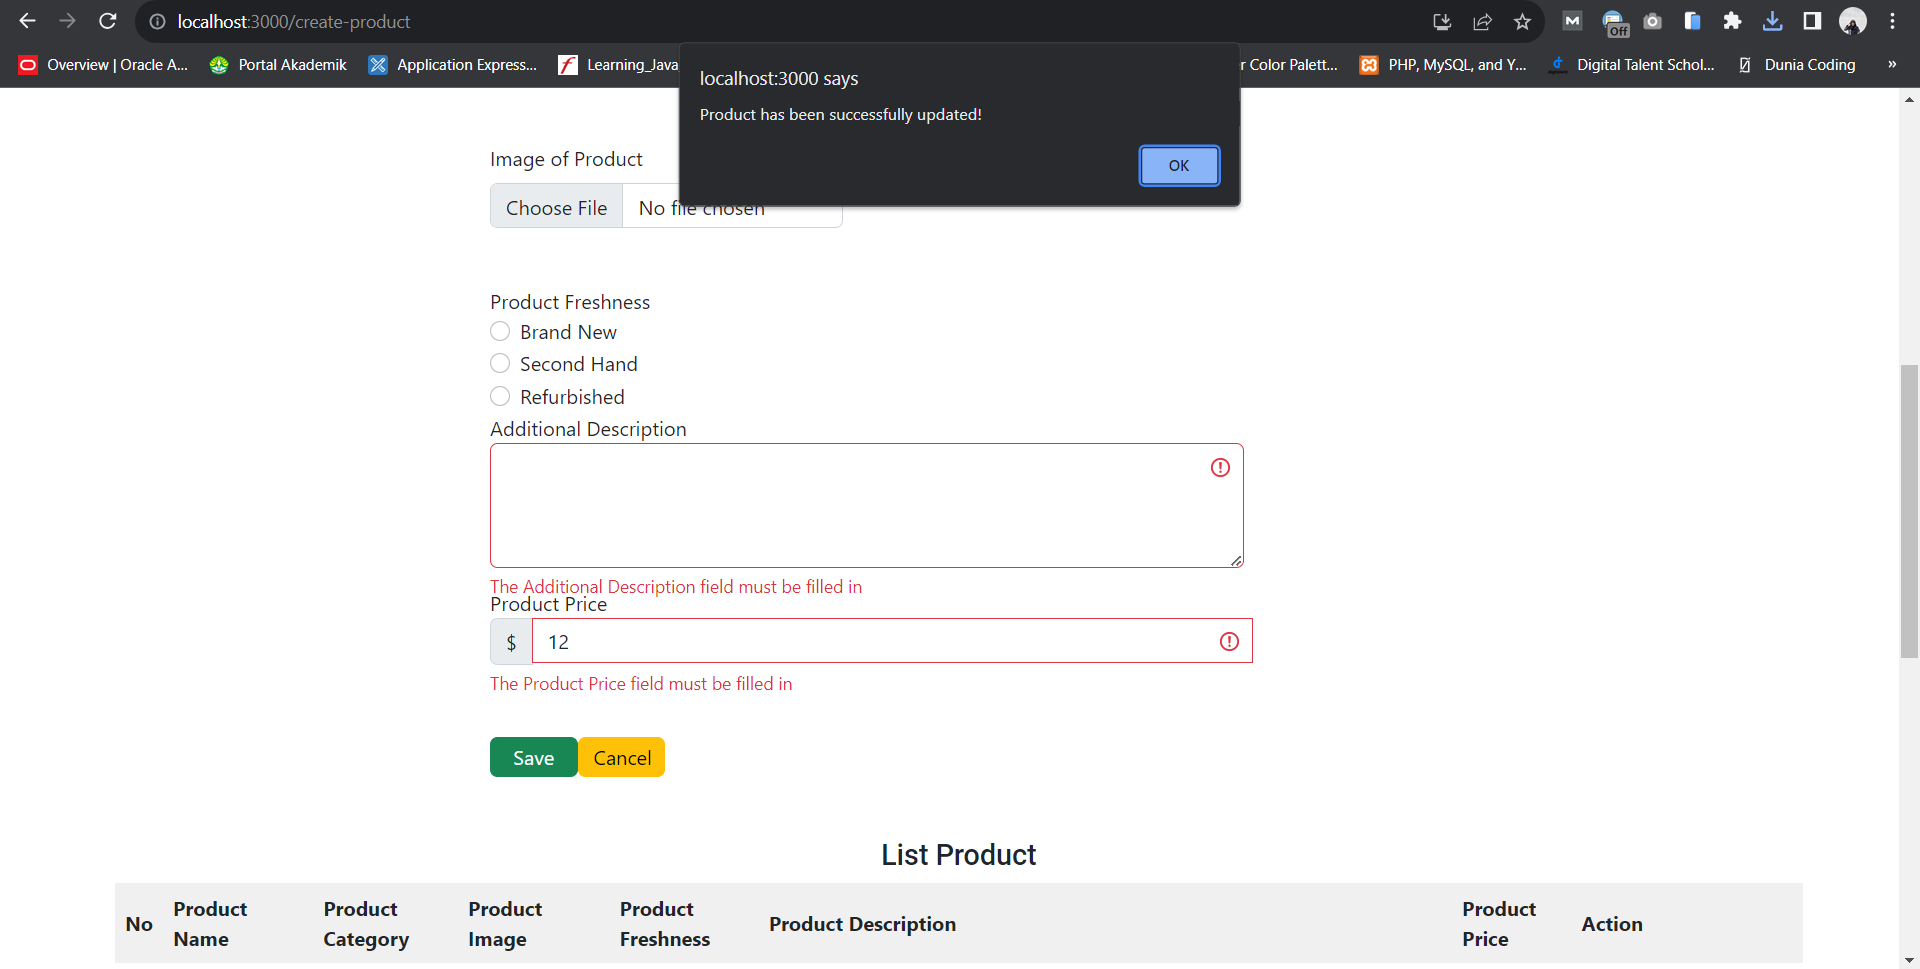 localhost:3000/create-product
Off
Overview | Oracle A...
Portal Akademik
Application Express...
Learning_Java
r Color Palett...
PHP, MySQL, and Y...
Digital Talent Schol...
Dunia Coding
»
localhost:3000 says
Product has been successfully updated!
OK
Image of Product
Choose File
No file chosen
Product Freshness
Brand New
Second Hand
Refurbished
Additional Description
The Additional Description field must be filled in
Product Price
$
12
The Product Price field must be filled in
Save
Cancel
List Product
No
Product Name
Product Category
Product Image
Product Freshness
Product Description
Product Price
Action